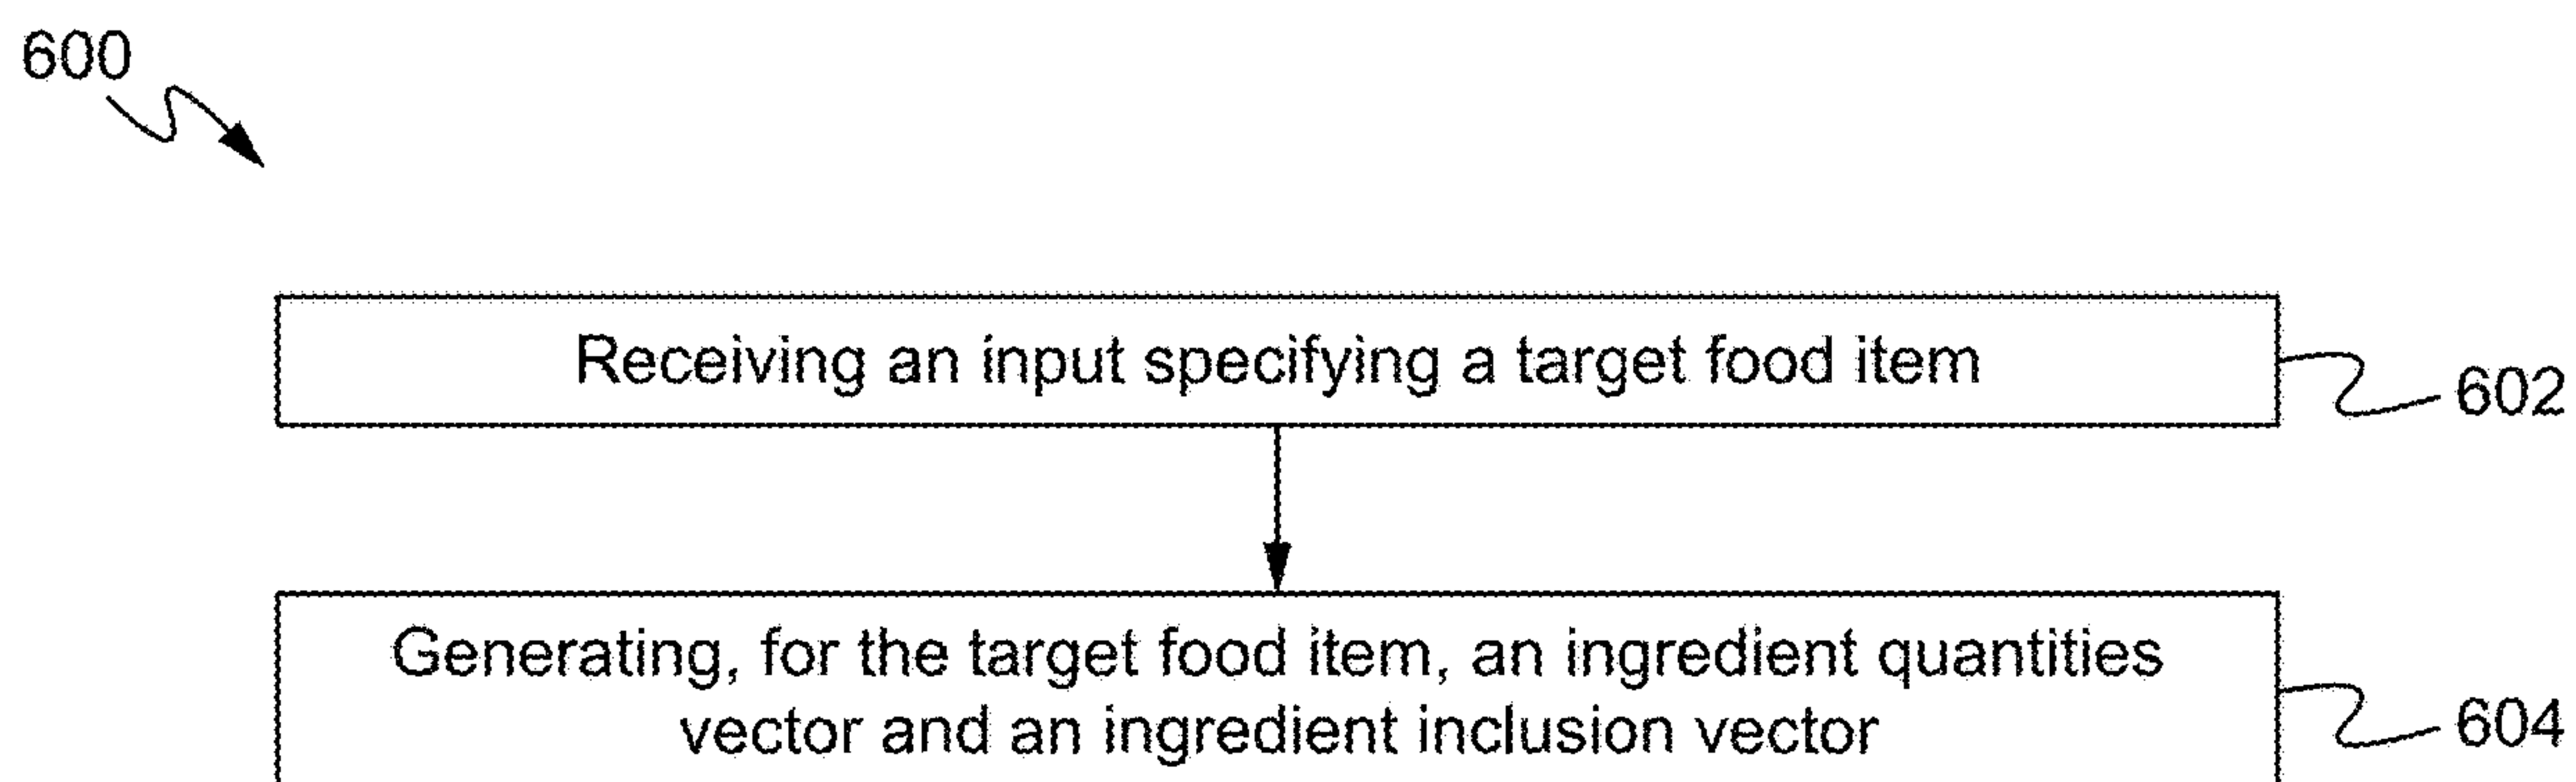 600
Receiving an input specifying a target food item
602
Generating, for the target food item, an ingredient quantities
vector and an ingredient inclusion vector
604